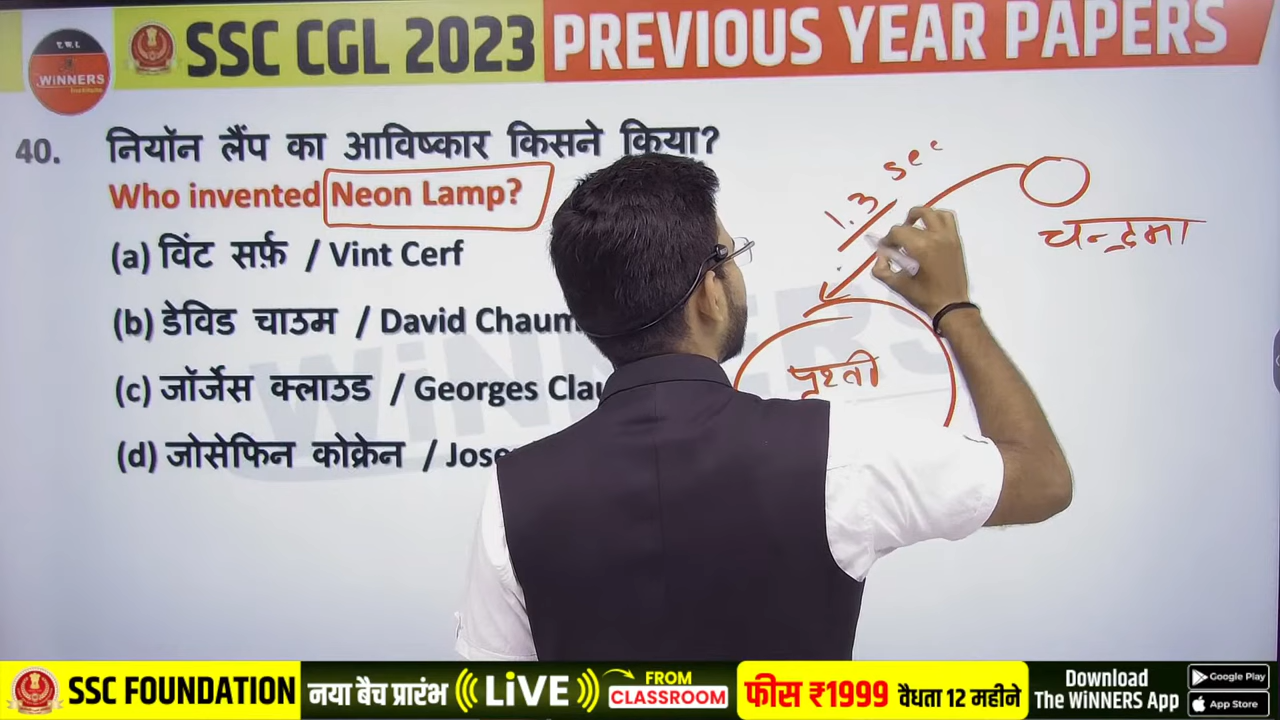 ए.म.I.
WiNNERS
Institute
SSC CGL 2023 PREVIOUS YEAR PAPERS
40. नियॉन लैंप का आविष्कार किसने किया?
Who invented Neon Lamp?
(a) विंट सर्फ़ / Vint Cerf
(b) डेविड चाउम / David Chaum
(c) जॉर्जेस क्लाउड / Georges Clau
(d) जोसेफिन कोक्रेन / Jose
1.3 sec
चन्द्रमा
पृथ्वी
WiNNERS
SSC FOUNDATION
नया बैच प्रारंभ
LiVE
FROM
CLASSROOM
फीस ₹1999 वैधता 12 महीने
Download
The WiNNERS App
Google Play
App Store